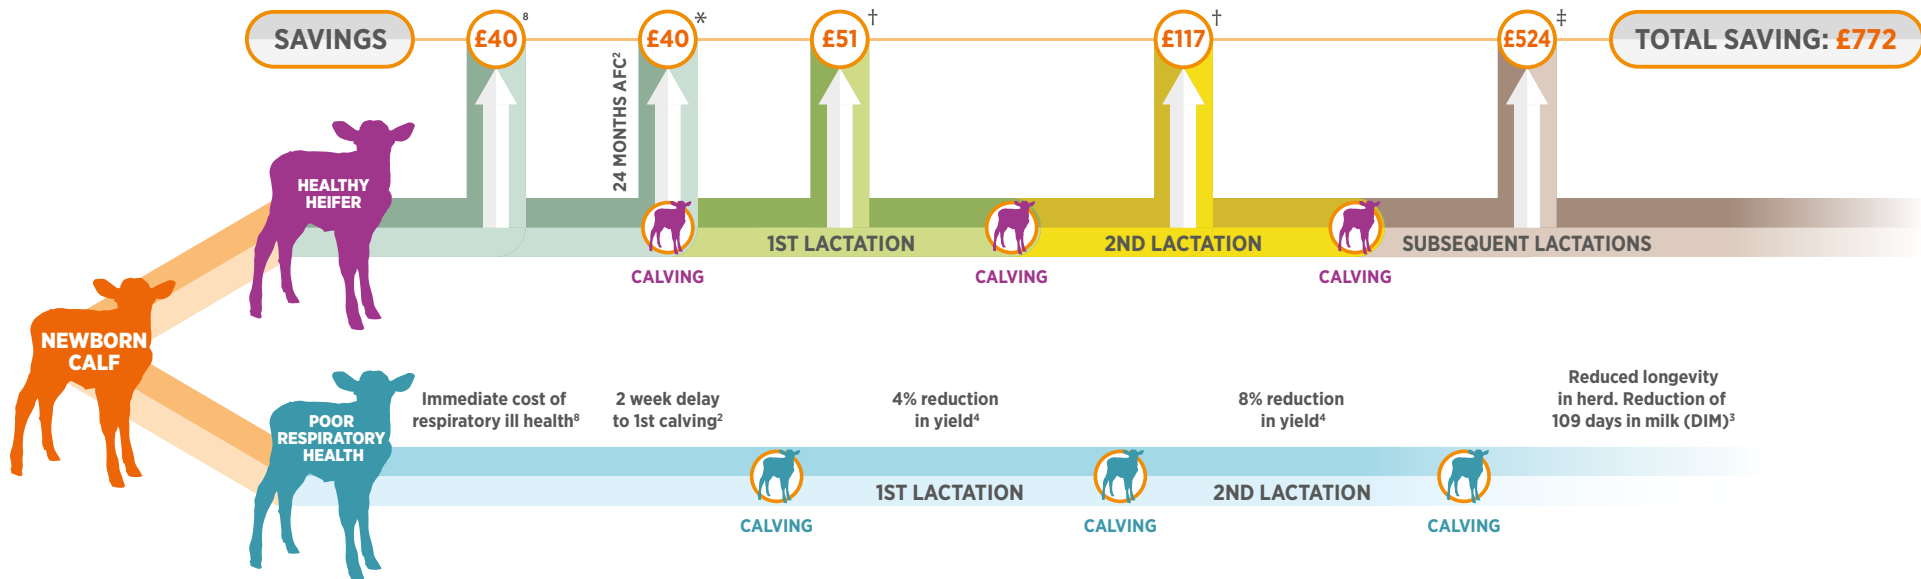 SAVINGS
£40⁸
£40*
£51†
£117†
£524‡
TOTAL SAVING: £772
24 MONTHS AFC²
HEALTHY
HEIFER
1ST LACTATION
2ND LACTATION
SUBSEQUENT LACTATIONS
CALVING
CALVING
CALVING
NEWBORN
CALF
POOR
RESPIRATORY
HEALTH
Immediate cost of
respiratory ill health⁸
2 week delay
to 1st calving²
4% reduction
in yield⁴
8% reduction
in yield⁴
Reduced longevity
in herd. Reduction of
109 days in milk (DIM)³
1ST LACTATION
2ND LACTATION
CALVING
CALVING
CALVING